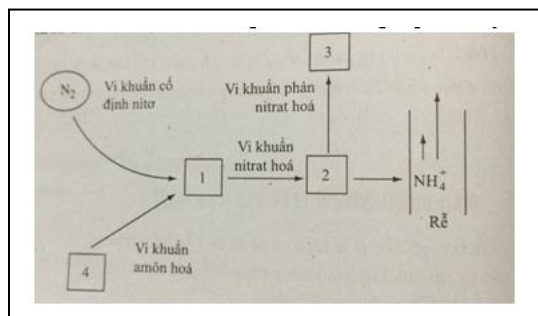 3
N₂
Vi khuẩn cố
định nitơ
Vi khuẩn phản
nitrat hoá
Vi khuẩn
nitrat hoá
1
2
NH₄⁺
Rễ
4
Vi khuẩn
amôn hoá